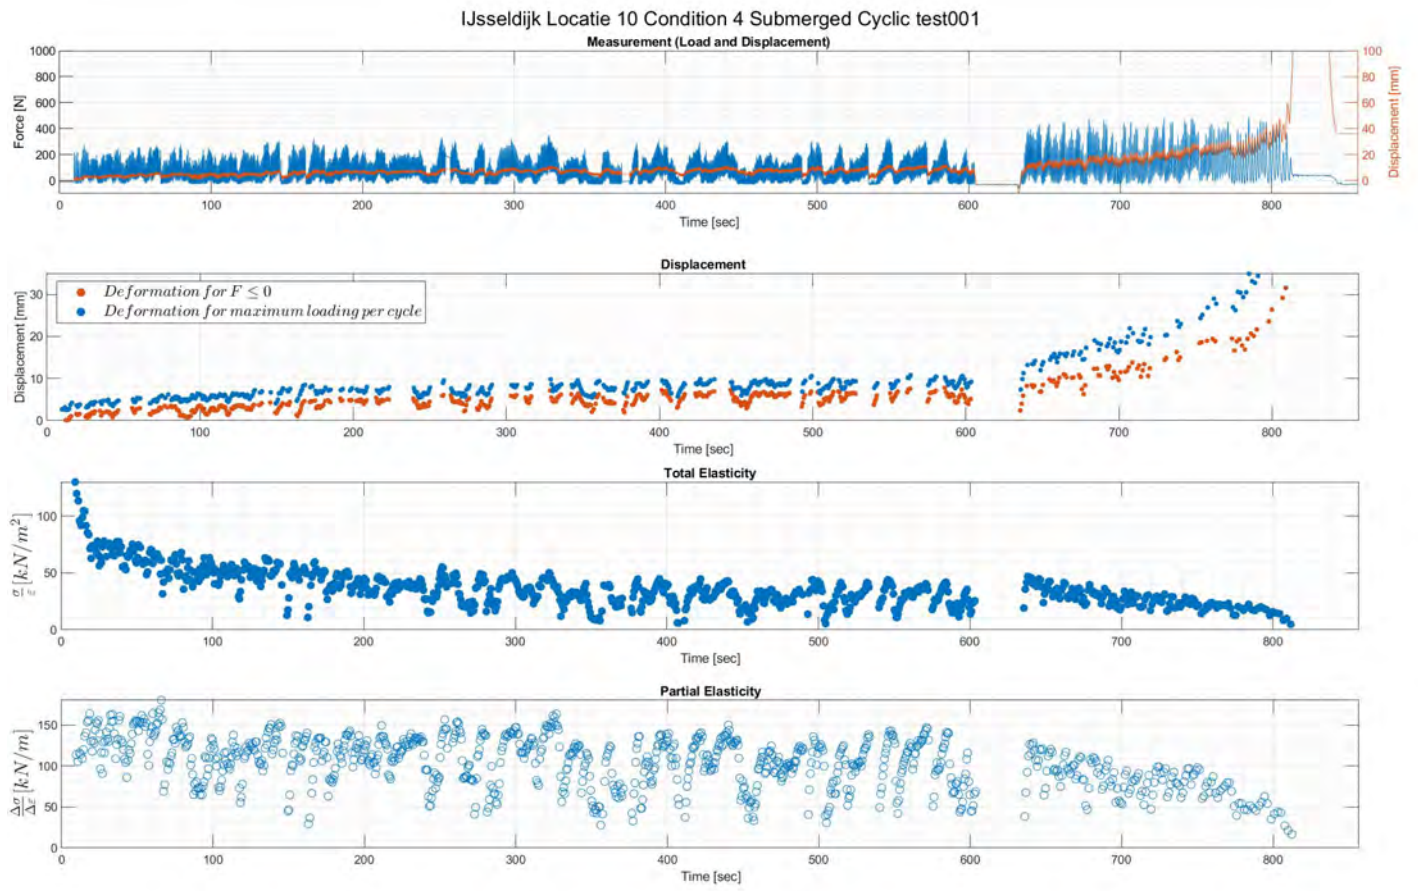 IJsseldijk Locatie 10 Condition 4 Submerged Cyclic test001
Measurement (Load and Displacement)
Force [N]
1000
800
600
400
200
0
100
80
60
40
20
0
Displacement [mm]
0 100 200 300 400 500 600 700 800
Time [sec]
Displacement
Displacement [mm]
30
20
10
0
Deformation for F ≤ 0
Deformation for maximum loading per cycle
100 200 300 400 500 600 700 800
Time [sec]
Total Elasticity
σ/ε [kN/m²]
100
50
0
0 100 200 300 400 500 600 700 800
Time [sec]
Partial Elasticity
Δσ/Δε [kN/m]
150
100
50
0
0 100 200 300 400 500 600 700 800
Time [sec]